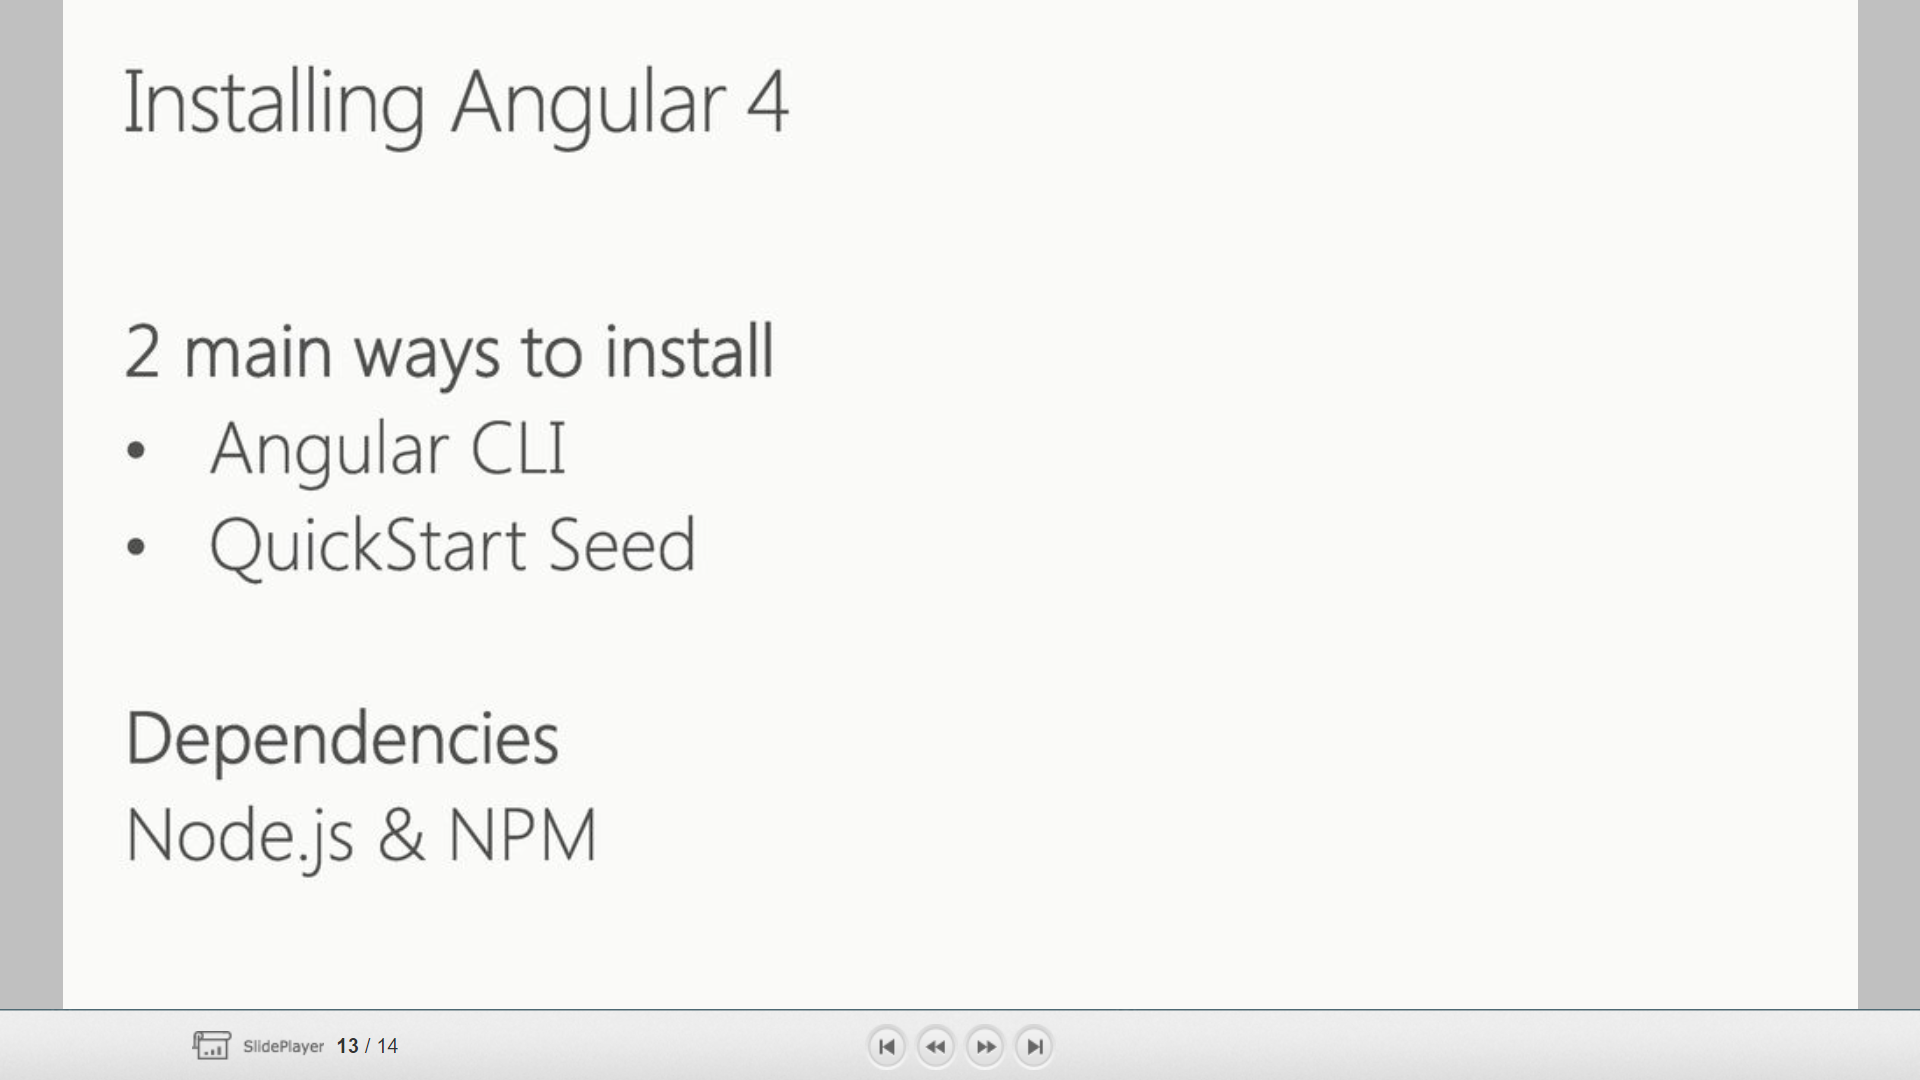 Installing Angular 4
2 main ways to install
• Angular CLI
• QuickStart Seed
Dependencies
Node.js & NPM
SlidePlayer 13 / 14